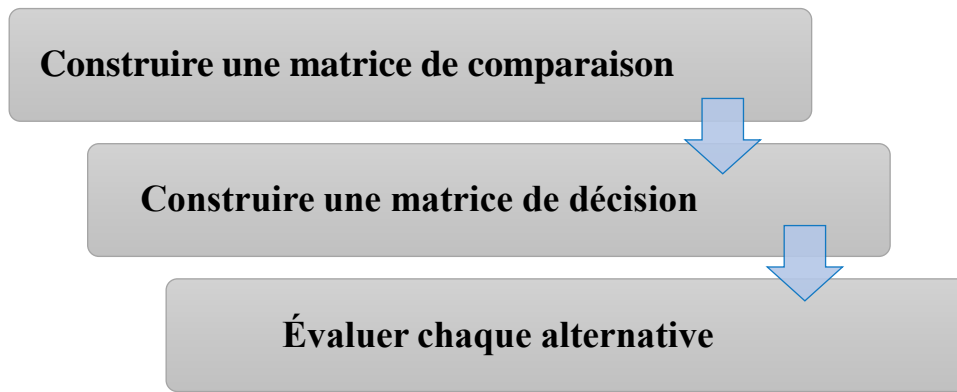 Construire une matrice de comparaison
Construire une matrice de décision
Évaluer chaque alternative